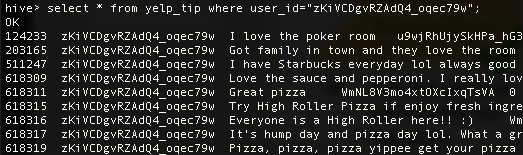 hive> select * from yelp_tip where user_id="zKiVCDgvRZAdQ4_oqec79w";
OK
124233 zKiVCDgvRZAdQ4_oqec79w I love the poker room u9wjRhUjySkHPa_hG3
203165 zKiVCDgvRZAdQ4_oqec79w Got family in town and they love the room
511247 zKiVCDgvRZAdQ4_oqec79w I have Starbucks everyday lol always good
618309 zKiVCDgvRZAdQ4_oqec79w Love the sauce and pepperoni. I really lov
618311 zKiVCDgvRZAdQ4_oqec79w Great pizza WmNL8V3mo4xtOXcIxqTsVA 0
618315 zKiVCDgvRZAdQ4_oqec79w Try High Roller Pizza if enjoy fresh ingre
618316 zKiVCDgvRZAdQ4_oqec79w Everyone is a High Roller here!! :) Wm
618317 zKiVCDgvRZAdQ4_oqec79w It's hump day and pizza day lol. What a gr
618319 zKiVCDgvRZAdQ4_oqec79w Pizza, pizza, pizza yippee get your pizza